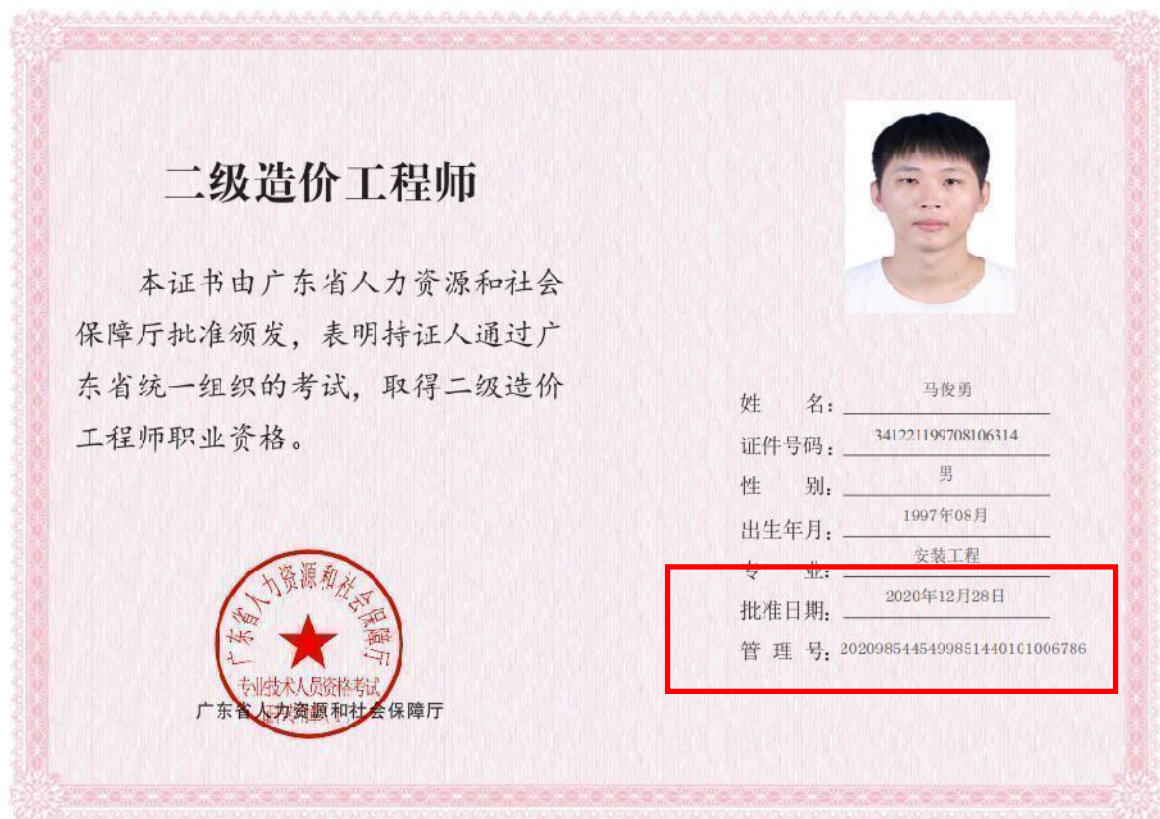 二级造价工程师
本证书由广东省人力资源和社会
保障厅批准颁发，表明持证人通过广
东省统一组织的考试，取得二级造价
工程师职业资格。
广东省人力资源和社会保障厅
专业技术人员资格考试
广东省人力资源和社会保障厅
姓 名：马俊勇
证件号码：341221199708106314
性 别：男
出生年月：1997年08月
专 业：安装工程
批准日期：2020年12月28日
管 理 号：2020985445499851440101006786